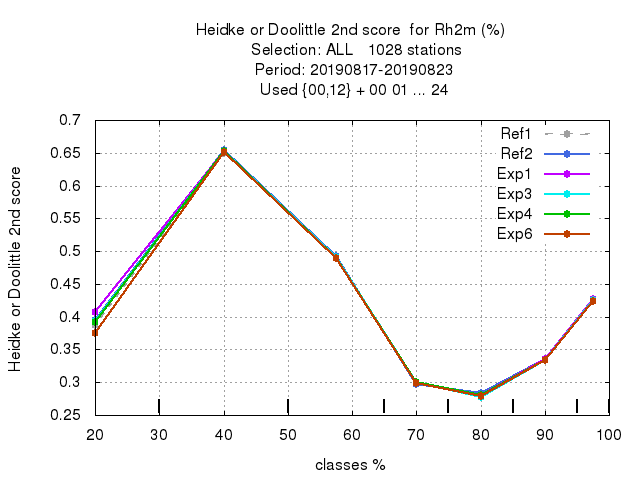 Heidke or Doolittle 2nd score  for Rh2m (%)
Selection: ALL   1028 stations
Period: 20190817-20190823
Used {00,12} + 00 01 ... 24
Heidke or Doolittle 2nd score
0.7
0.65
0.6
0.55
0.5
0.45
0.4
0.35
0.3
0.25
Ref1
Ref2
Exp1
Exp3
Exp4
Exp6
20 30 40 50 60 70 80 90 100
classes %